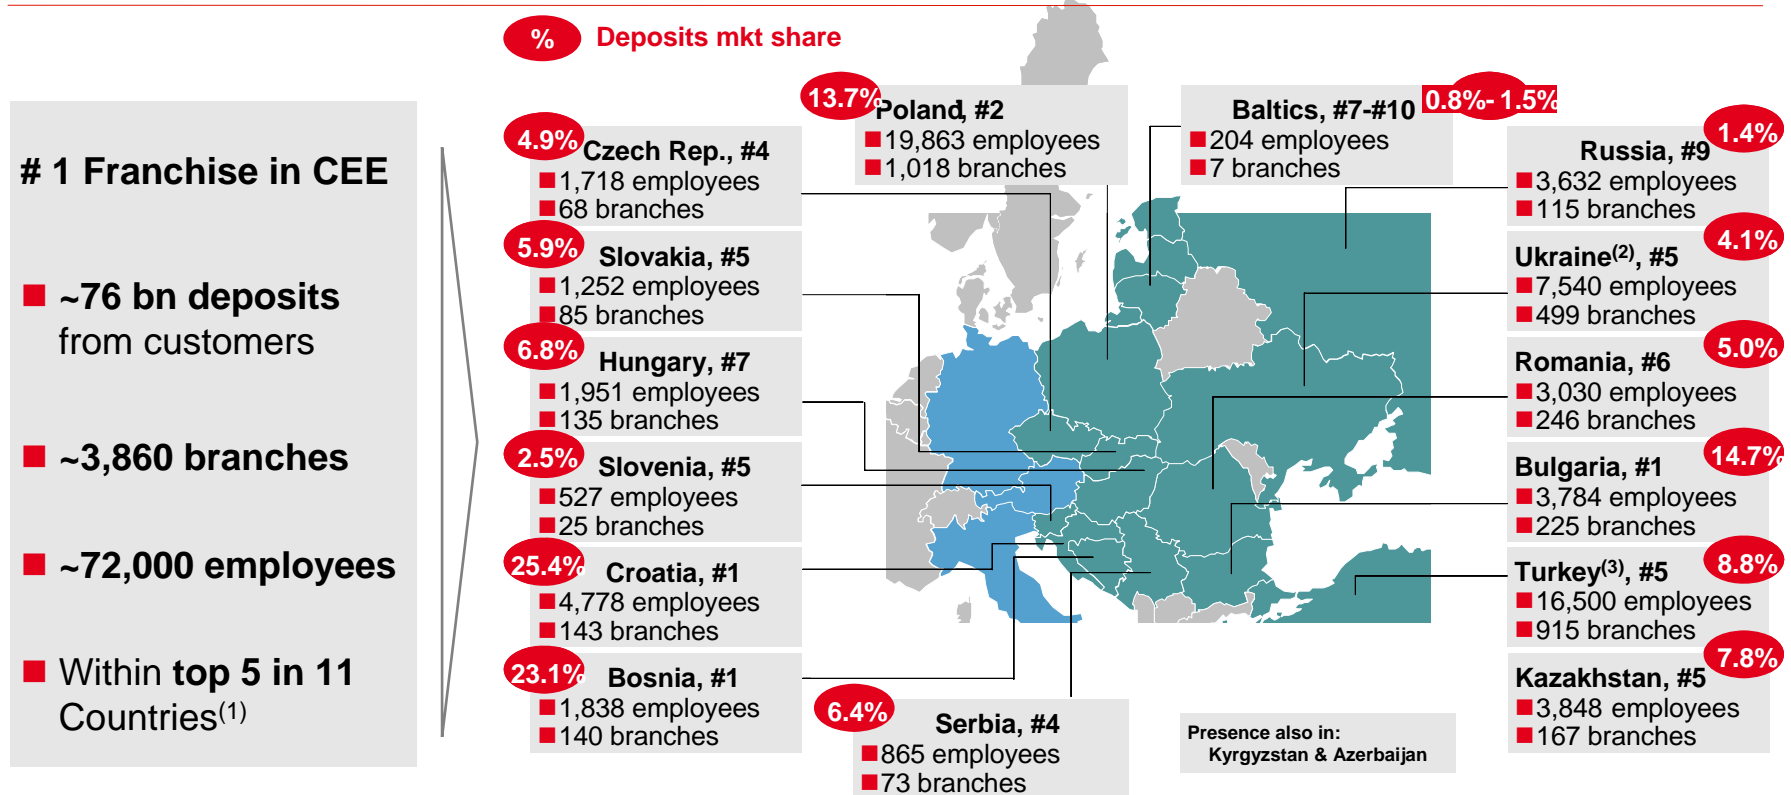 % Deposits mkt share
# 1 Franchise in CEE
~76 bn deposits
from customers
~3,860 branches
~72,000 employees
Within top 5 in 11
Countries(1)
4.9%
Czech Rep., #4
1,718 employees
68 branches
5.9%
Slovakia, #5
1,252 employees
85 branches
6.8%
Hungary, #7
1,951 employees
135 branches
2.5%
Slovenia, #5
527 employees
25 branches
25.4%
Croatia, #1
4,778 employees
143 branches
23.1%
Bosnia, #1
1,838 employees
140 branches
13.7%
Poland, #2
19,863 employees
1,018 branches
0.8%- 1.5%
Baltics, #7-#10
204 employees
7 branches
6.4%
Serbia, #4
865 employees
73 branches
Presence also in:
Kyrgyzstan & Azerbaijan
1.4%
Russia, #9
3,632 employees
115 branches
4.1%
Ukraine(2), #5
7,540 employees
499 branches
5.0%
Romania, #6
3,030 employees
246 branches
14.7%
Bulgaria, #1
3,784 employees
225 branches
8.8%
Turkey(3), #5
16,500 employees
915 branches
7.8%
Kazakhstan, #5
3,848 employees
167 branches